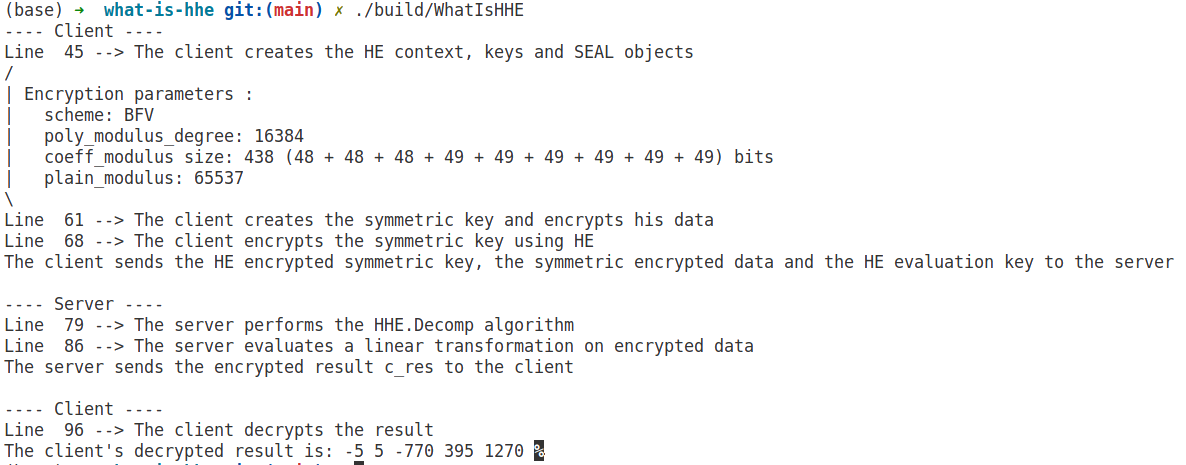 (base) ➜  what-is-hhe git:(main) ✗ ./build/WhatIsHHE
---- Client ----
Line  45 --> The client creates the HE context, keys and SEAL objects
/
| Encryption parameters :
|   scheme: BFV
|   poly_modulus_degree: 16384
|   coeff_modulus size: 438 (48 + 48 + 48 + 49 + 49 + 49 + 49 + 49 + 49) bits
|   plain_modulus: 65537
\
Line  61 --> The client creates the symmetric key and encrypts his data
Line  68 --> The client encrypts the symmetric key using HE
The client sends the HE encrypted symmetric key, the symmetric encrypted data and the HE evaluation key to the server

---- Server ----
Line  79 --> The server performs the HHE.Decomp algorithm
Line  86 --> The server evaluates a linear transformation on encrypted data
The server sends the encrypted result c_res to the client

---- Client ----
Line  96 --> The client decrypts the result
The client's decrypted result is: -5 5 -770 395 1270 %